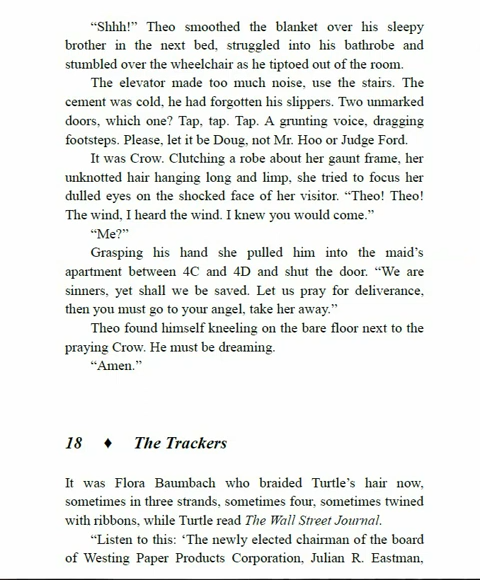 “Shhh!” Theo smoothed the blanket over his sleepy
brother in the next bed, struggled into his bathrobe and
stumbled over the wheelchair as he tiptoed out of the room.
The elevator made too much noise, use the stairs. The
cement was cold, he had forgotten his slippers. Two unmarked
doors, which one? Tap, tap. Tap. A grunting voice, dragging
footsteps. Please, let it be Doug, not Mr. Hoo or Judge Ford.
It was Crow. Clutching a robe about her gaunt frame, her
unknotted hair hanging long and limp, she tried to focus her
dulled eyes on the shocked face of her visitor. “Theo! Theo!
The wind, I heard the wind. I knew you would come.”
“Me?”
Grasping his hand she pulled him into the maid’s
apartment between 4C and 4D and shut the door. “We are
sinners, yet shall we be saved. Let us pray for deliverance,
then you must go to your angel, take her away.”
Theo found himself kneeling on the bare floor next to the
praying Crow. He must be dreaming.
“Amen.”
18 ♦ The Trackers
It was Flora Baumbach who braided Turtle’s hair now,
sometimes in three strands, sometimes four, sometimes twined
with ribbons, while Turtle read The Wall Street Journal.
“Listen to this: ‘The newly elected chairman of the board
of Westing Paper Products Corporation, Julian R. Eastman,